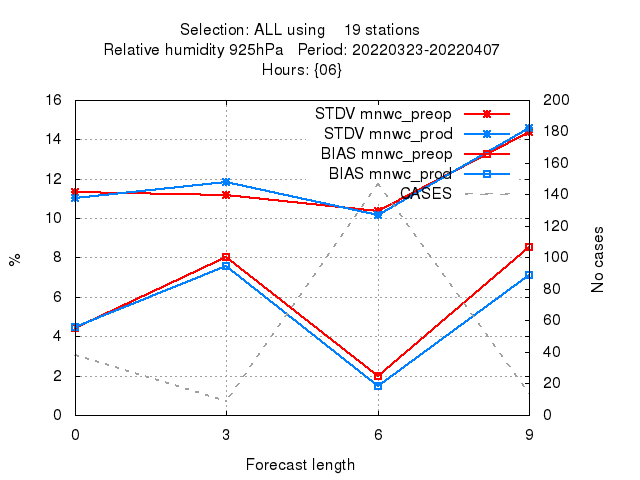 Selection: ALL using 19 stations
Relative humidity 925hPa Period: 20220323-20220407
Hours: {06}
STDV mnwc_preop
STDV mnwc_prod
BIAS mnwc_preop
BIAS mnwc_prod
CASES
16
14
12
10
8
6
4
2
0
%
200
180
160
140
120
100
80
60
40
20
0
No cases
0 3 6 9
Forecast length